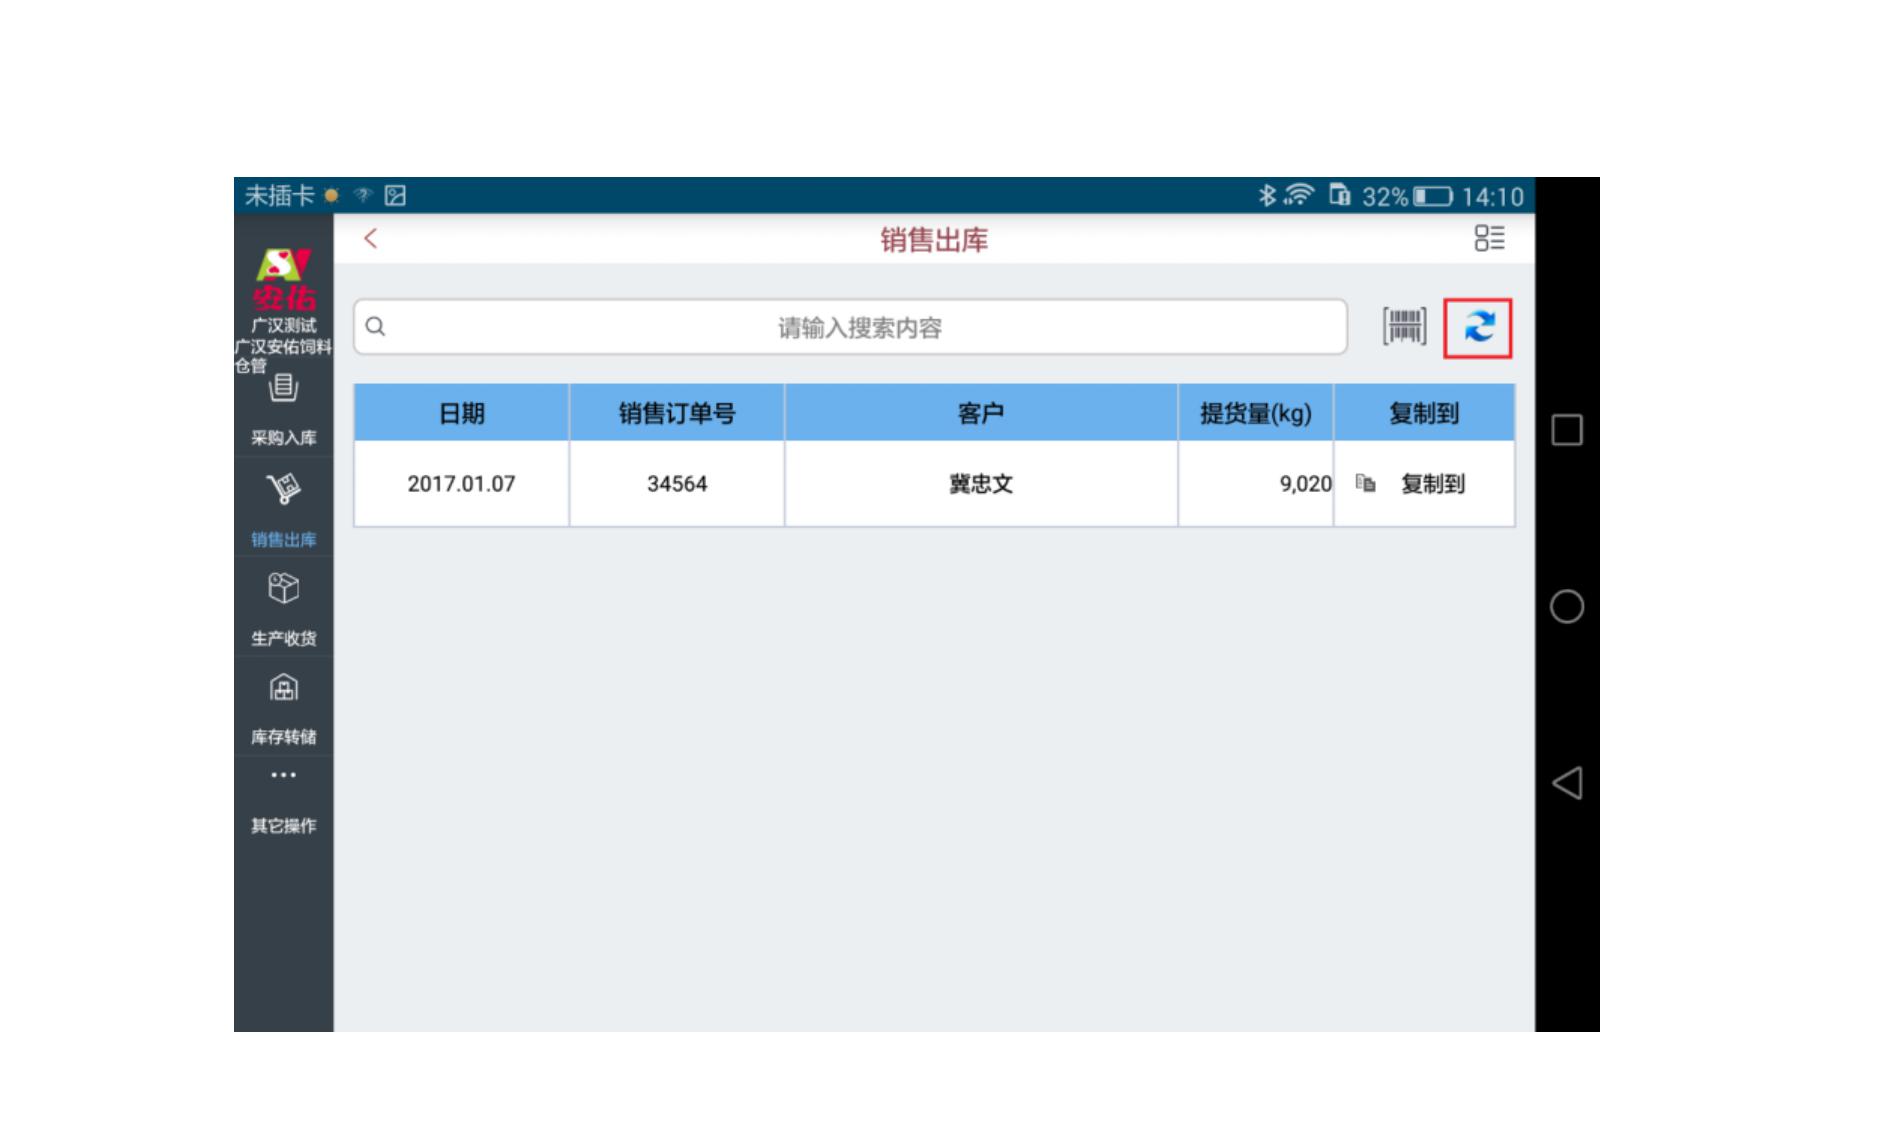 未插卡
32% 14:10
安佑
广汉测试
广汉安佑饲料
仓管
采购入库
销售出库
生产收货
库存转储
其它操作
销售出库
请输入搜索内容
日期 销售订单号 客户 提货量(kg) 复制到
2017.01.07 34564 冀忠文 9,020 复制到